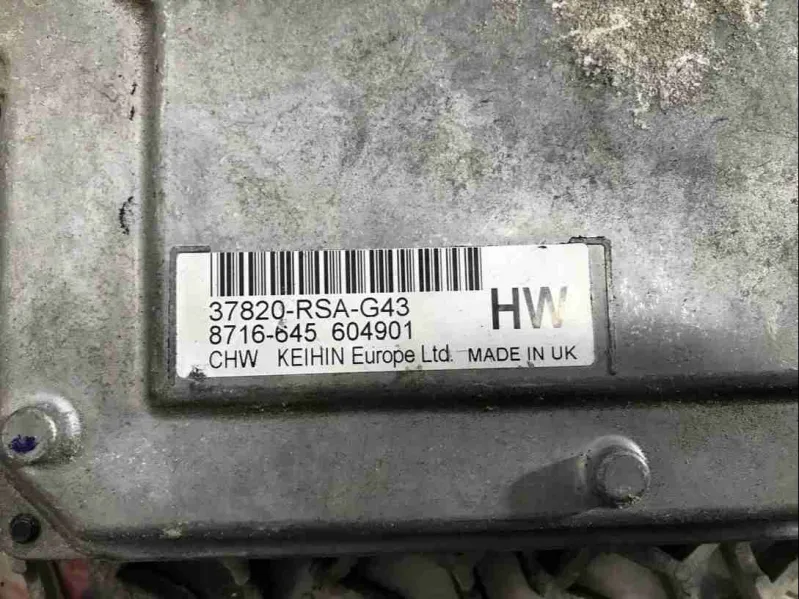 37820-RSA-G43
HW
8716-645 604901
CHW KEIHIN Europe Ltd. MADE IN UK